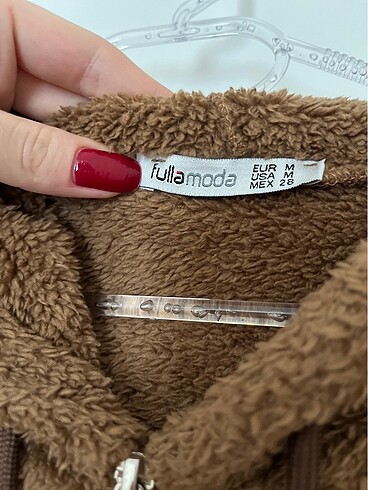 fullamoda
EUR M
USA M
MEX 28